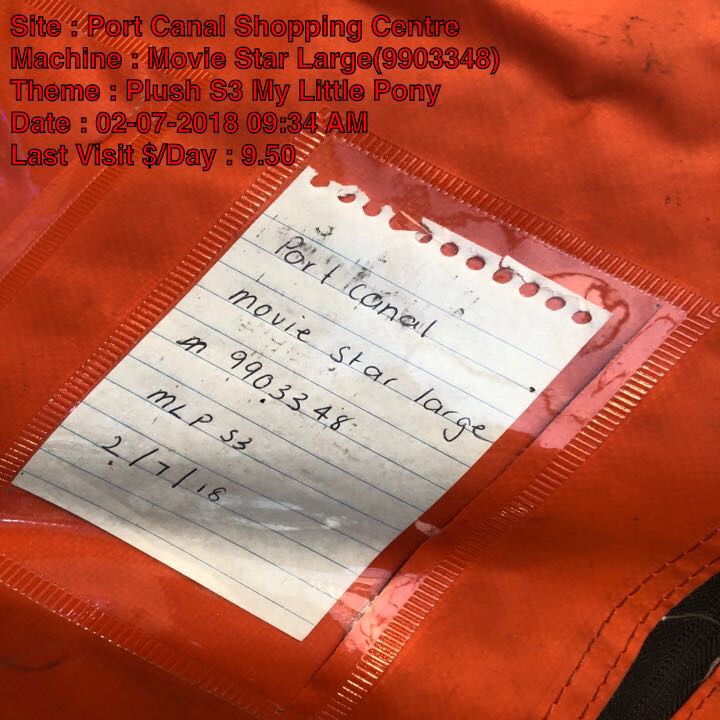 Site : Port Canal Shopping Centre
Machine : Movie Star Large(9903348)
Theme : Plush S3 My Little Pony
Date : 02-07-2018 09:34 AM
Last Visit $/Day : 9.50
Port Canal
movie star large
m 9903348
MLP S3
2/7/18